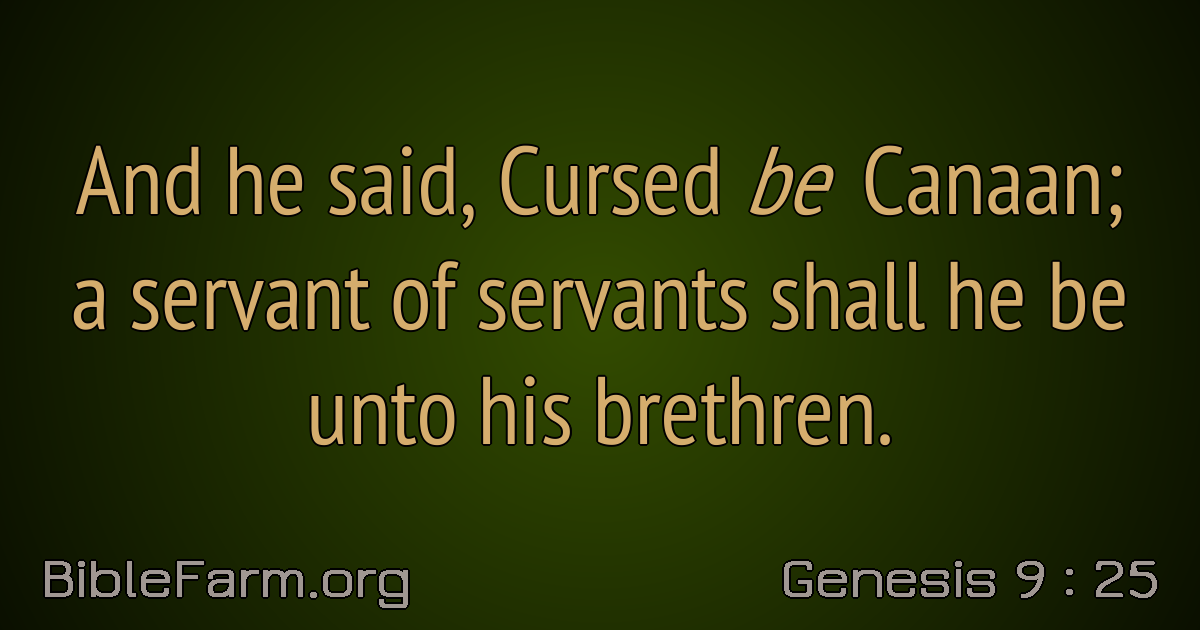 And he said, Cursed be Canaan;
a servant of servants shall he be
unto his brethren.
BibleFarm.org
Genesis 9 : 25